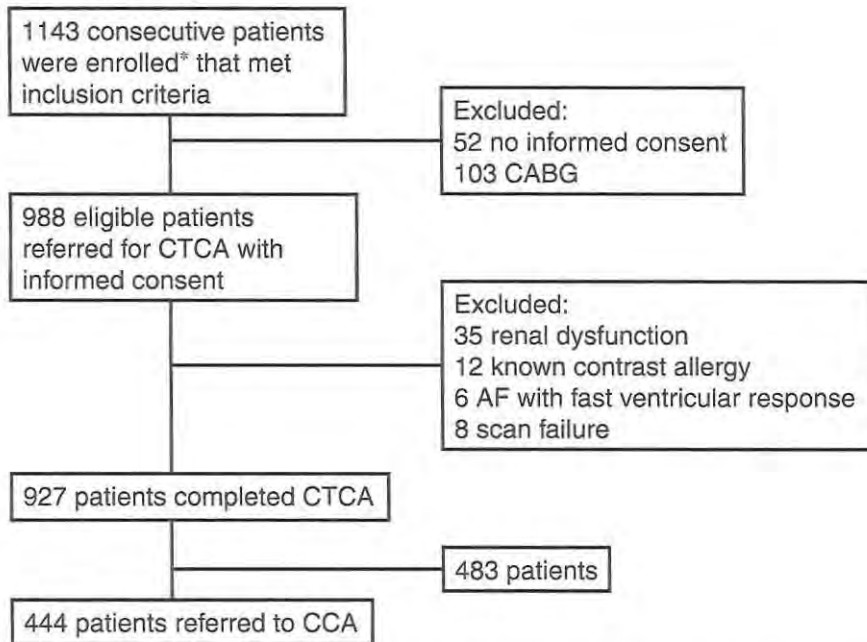 1143 consecutive patients
were enrolled* that met
inclusion criteria
Excluded:
52 no informed consent
103 CABG
988 eligible patients
referred for CTCA with
informed consent
Excluded:
35 renal dysfunction
12 known contrast allergy
6 AF with fast ventricular response
8 scan failure
927 patients completed CTCA
483 patients
444 patients referred to CCA